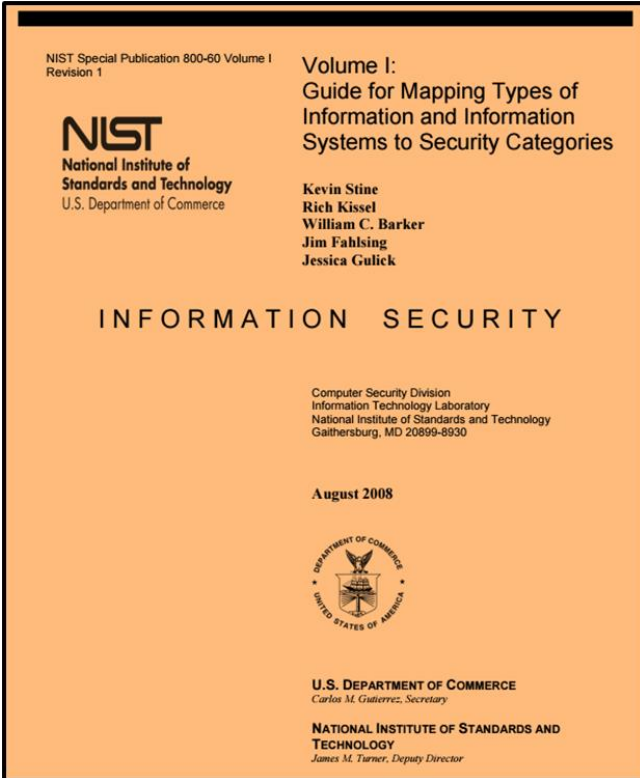 NIST Special Publication 800-60 Volume I
Revision 1
NIST
National Institute of
Standards and Technology
U.S. Department of Commerce
Volume I:
Guide for Mapping Types of
Information and Information
Systems to Security Categories
Kevin Stine
Rich Kissel
William C. Barker
Jim Fahlsing
Jessica Gulick
INFORMATION SECURITY
Computer Security Division
Information Technology Laboratory
National Institute of Standards and Technology
Gaithersburg, MD 20899-8930
August 2008
DEPARTMENT OF COMMERCE
UNITED STATES OF AMERICA
U.S. DEPARTMENT OF COMMERCE
Carlos M. Gutierrez, Secretary
NATIONAL INSTITUTE OF STANDARDS AND
TECHNOLOGY
James M. Turner, Deputy Director